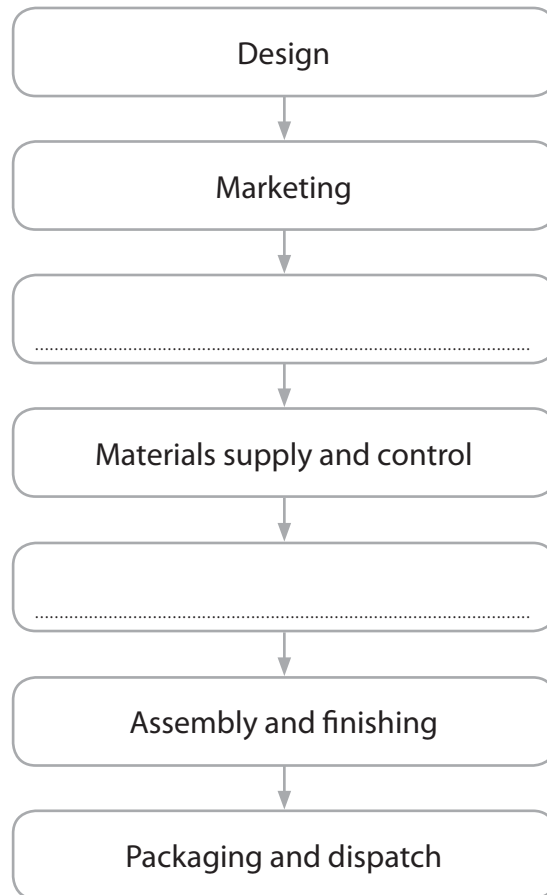 Design
Marketing
Materials supply and control
Assembly and finishing
Packaging and dispatch